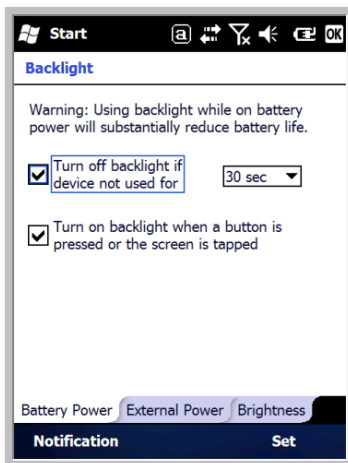 Start a OK
Backlight
Warning: Using backlight while on battery
power will substantially reduce battery life.
Turn off backlight if
device not used for 30 sec
Turn on backlight when a button is
pressed or the screen is tapped
Battery Power External Power Brightness
Notification Set